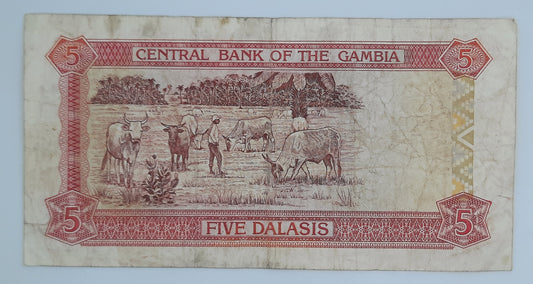 5 CENTRAL BANK OF THE GAMBIA 5
5 FIVE DALASIS 5